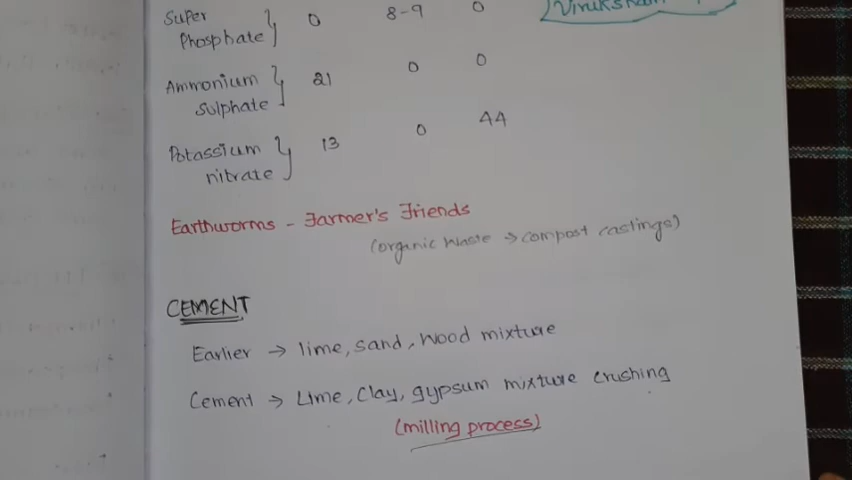 Super
Phosphate } 0 8-9 0
Ammonium
Sulphate } 21 0 0
Potassium
nitrate } 13 0 44
Earthworms - Farmer's Friends
(organic waste → compost castings)
CEMENT
Earlier → lime, sand, wood mixture
Cement → Lime, Clay, gypsum mixture crushing
(milling process)